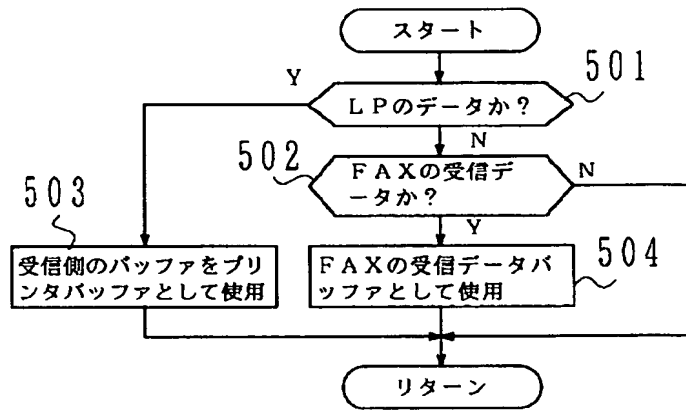 スタート
501
Y
LPのデータか?
N
502
FAXの受信デ
ータか?
N
Y
503
受信側のバッファをプリ
ンタバッファとして使用
504
FAXの受信データバ
ッファとして使用
リターン